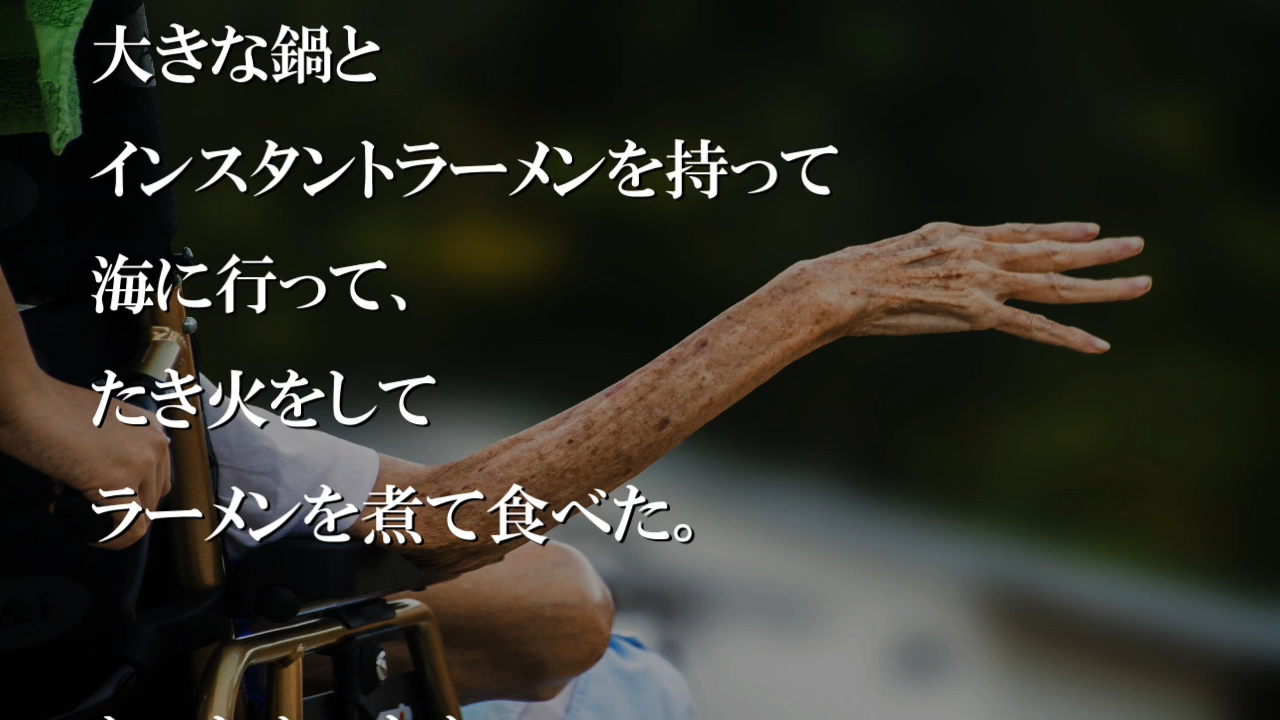 大きな鍋と
インスタントラーメンを持って
海に行って、
たき火をして
ラーメンを煮て食べた。